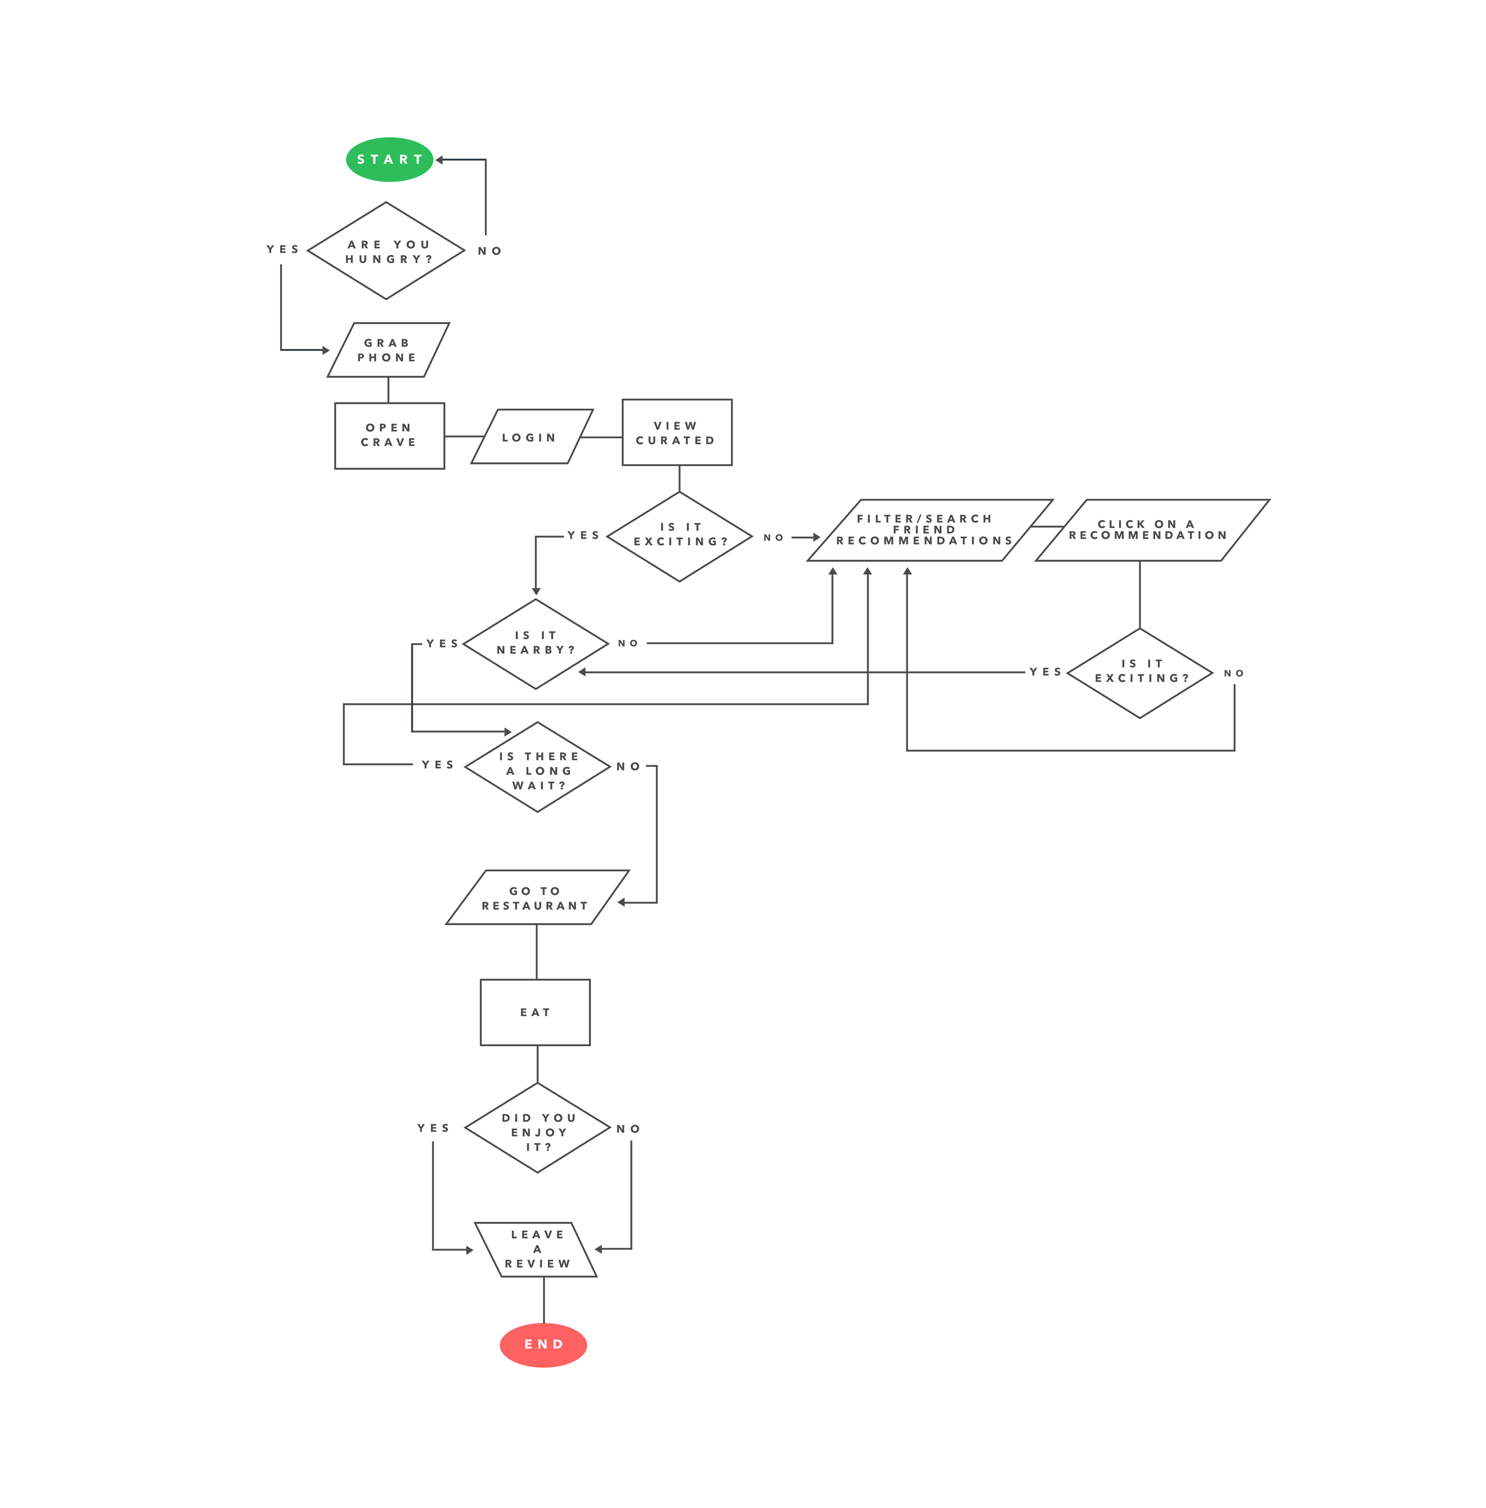 START
ARE YOU
HUNGRY?
YES
NO
GRAB
PHONE
OPEN
CRAVE
LOGIN
VIEW
CURATED
IS IT
EXCITING?
YES
NO
FILTER/SEARCH
FRIEND
RECOMMENDATIONS
CLICK ON A
RECOMMENDATION
IS IT
NEARBY?
YES
NO
IS IT
EXCITING?
YES
NO
IS THERE
A LONG
WAIT?
YES
NO
GO TO
RESTAURANT
EAT
DID YOU
ENJOY
IT?
YES
NO
LEAVE
A
REVIEW
END